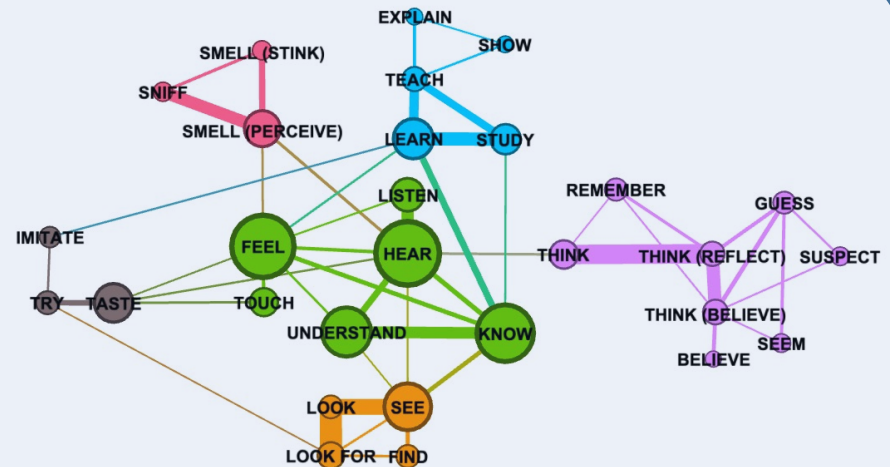 EXPLAIN
SHOW
SMELL (STINK)
TEACH
SNIFF
SMELL (PERCEIVE)
LEARN
STUDY
LISTEN
REMEMBER
GUESS
IMITATE
FEEL
HEAR
THINK
THINK (REFLECT)
SUSPECT
TRY
TASTE
TOUCH
UNDERSTAND
KNOW
THINK (BELIEVE)
SEEM
BELIEVE
LOOK
SEE
LOOK FOR
FIND